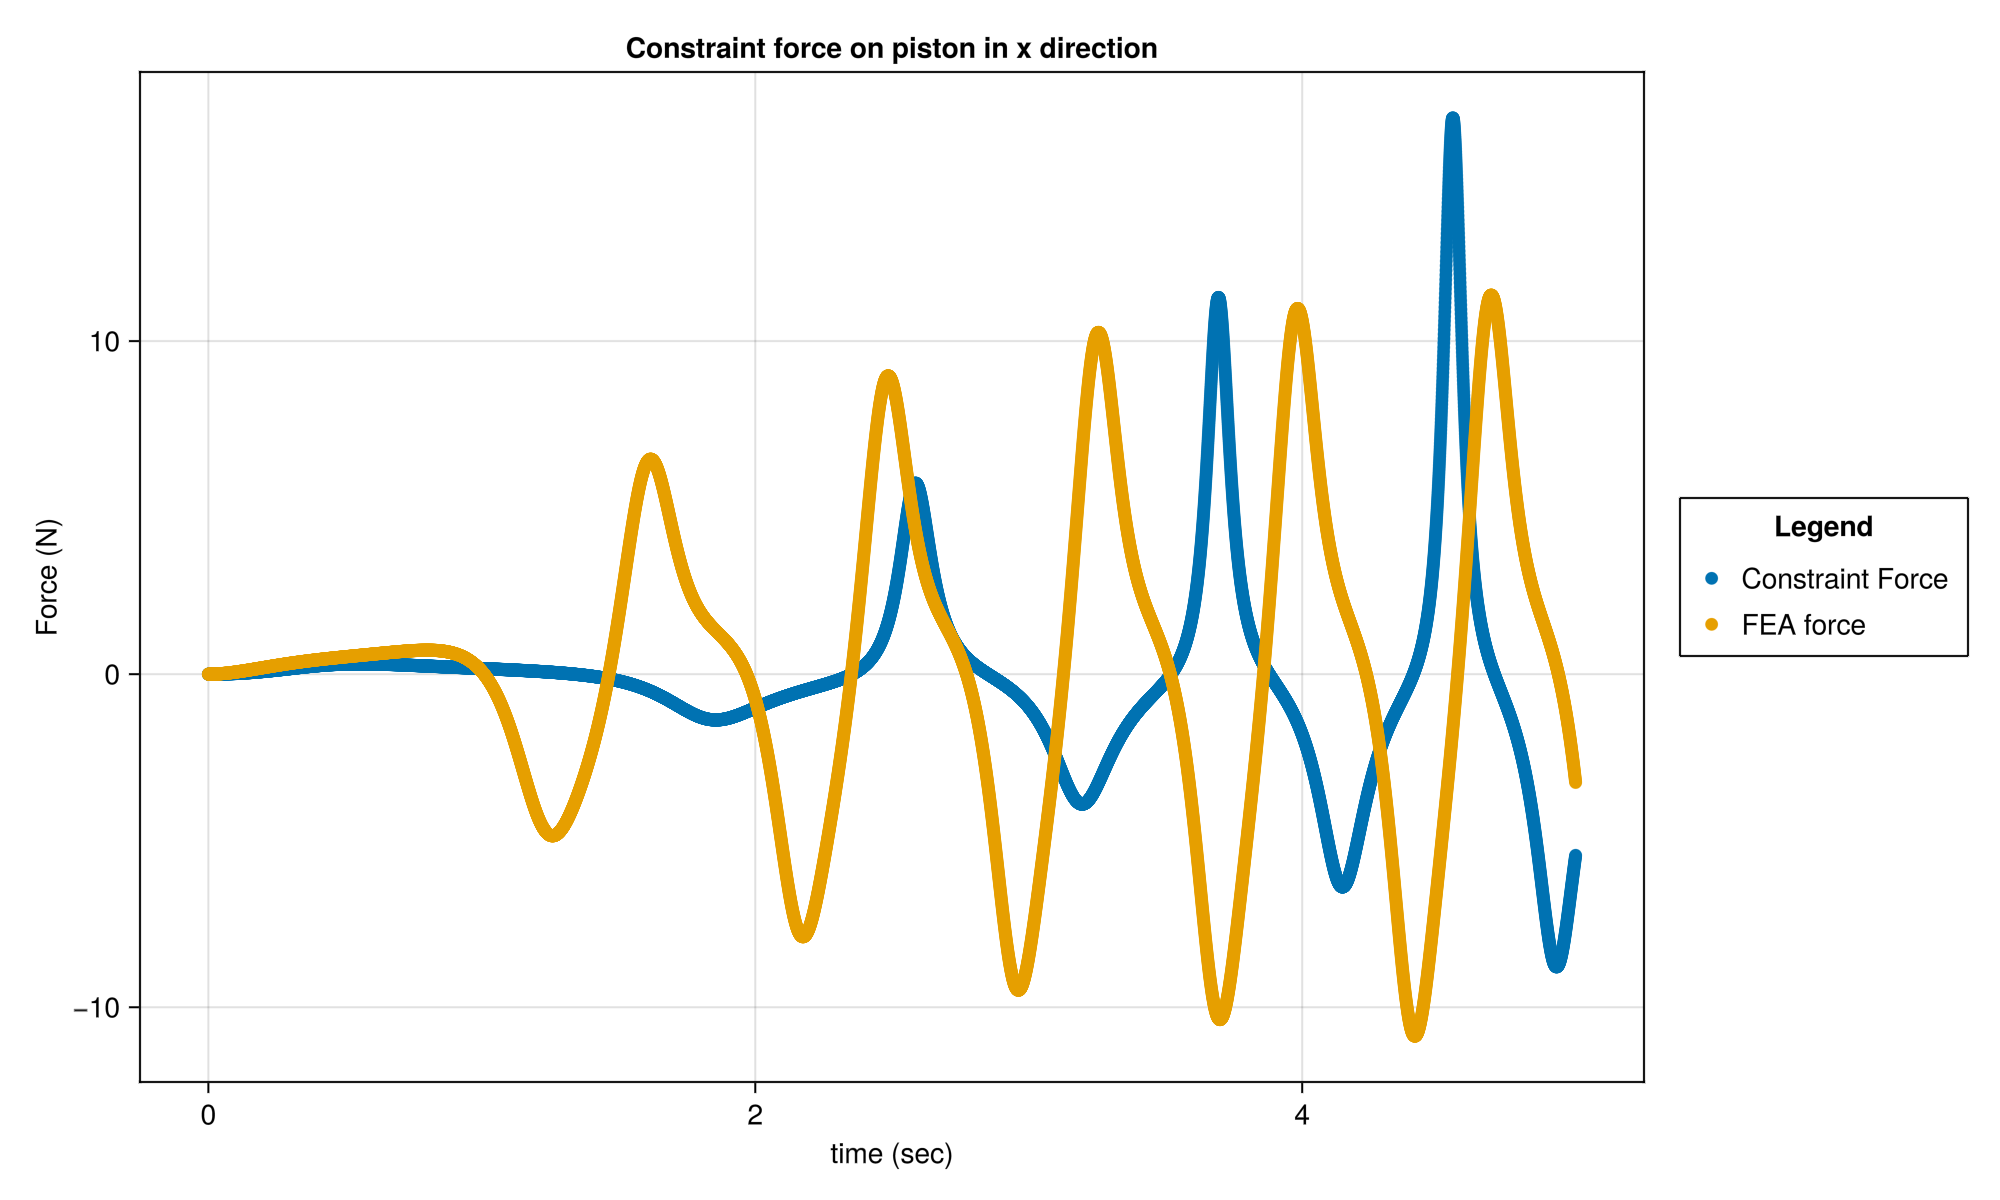 Constraint force on piston in x direction
Force (N)
10
0
−10
0
2
4
time (sec)
Legend
Constraint Force
FEA force